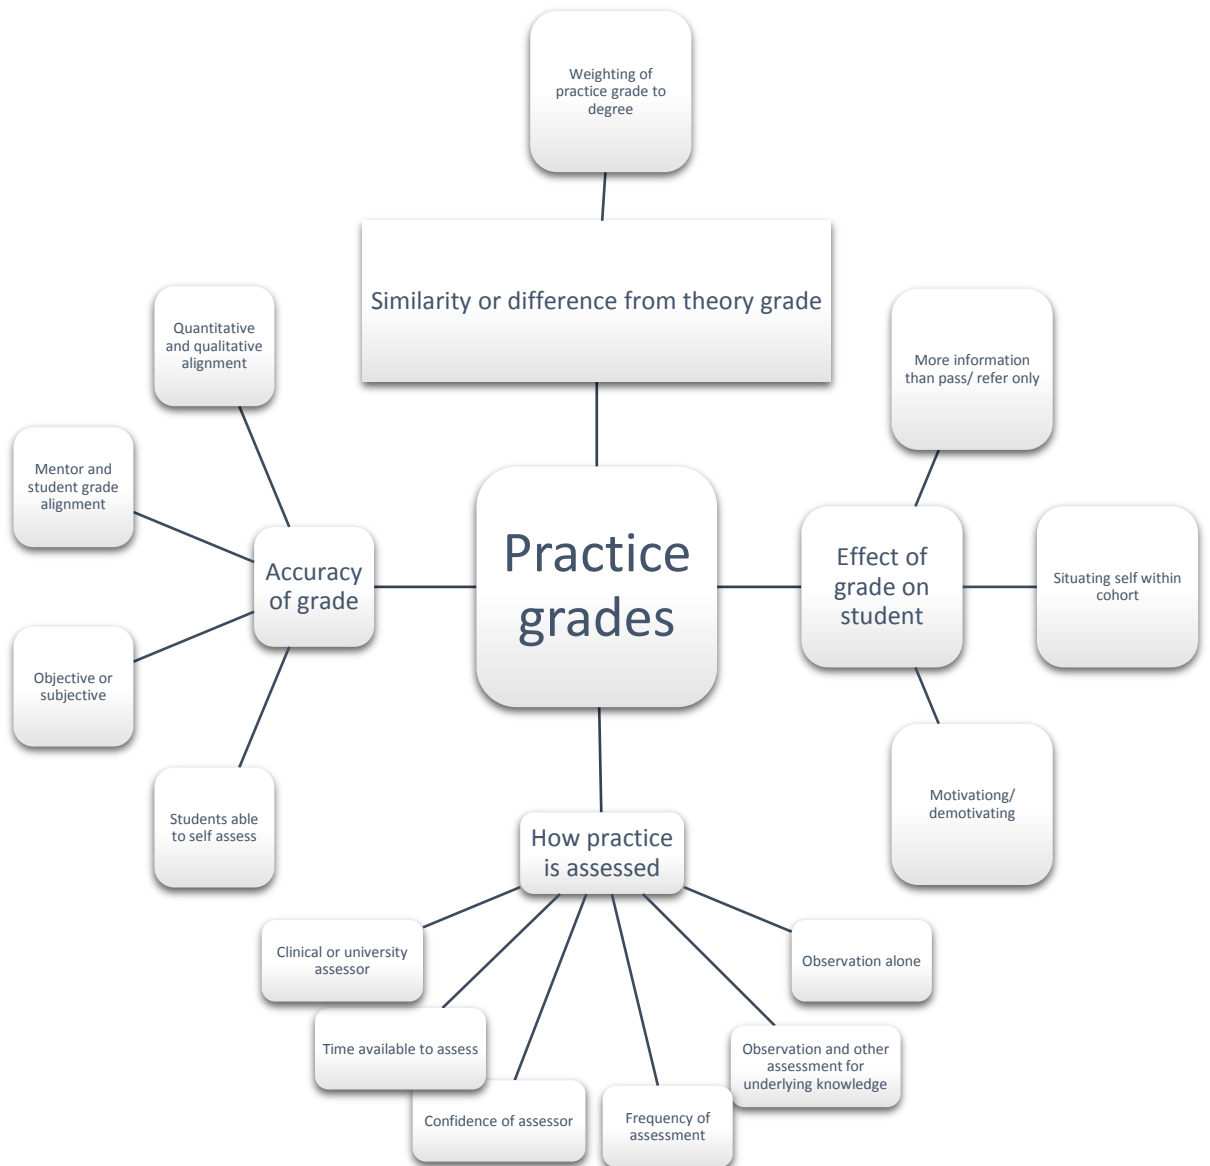 Weighting of
practice grade to
degree
Similarity or difference from theory grade
Quantitative
and qualitative
alignment
More information
than pass/ refer only
Mentor and
student grade
alignment
Accuracy
of grade
Practice
grades
Effect of
grade on
student
Situating self within
cohort
Objective or
subjective
Students able
to self assess
Motivationg/
demotivating
How practice
is assessed
Clinical or university
assessor
Observation alone
Time available to assess
Observation and other
assessment for
underlying knowledge
Confidence of assessor
Frequency of
assessment